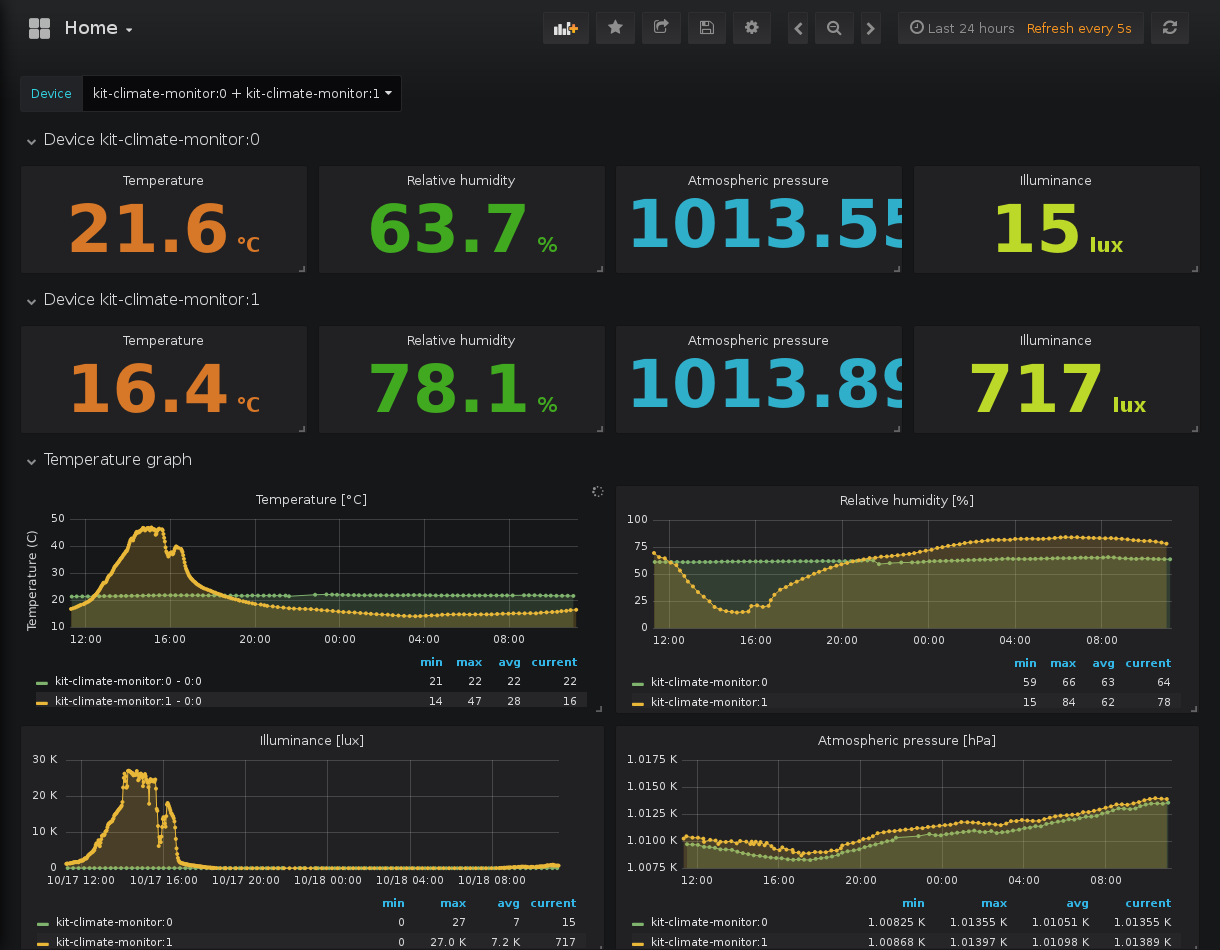 Home
Last 24 hours Refresh every 5s
Device kit-climate-monitor:0 + kit-climate-monitor:1
Device kit-climate-monitor:0
Temperature Relative humidity Atmospheric pressure Illuminance
21.6 °C 63.7 % 1013.55 15 lux
Device kit-climate-monitor:1
Temperature Relative humidity Atmospheric pressure Illuminance
16.4 °C 78.1 % 1013.89 717 lux
Temperature graph
Temperature [°C]
Temperature (C)
50
40
30
20
10
12:00 16:00 20:00 00:00 04:00 08:00
min max avg current
kit-climate-monitor:0 - 0:0 21 22 22 22
kit-climate-monitor:1 - 0:0 14 47 28 16
Relative humidity [%]
100
75
50
25
0
12:00 16:00 20:00 00:00 04:00 08:00
min max avg current
kit-climate-monitor:0 59 66 63 64
kit-climate-monitor:1 15 84 62 78
Illuminance [lux]
30 K
20 K
10 K
0
10/17 12:00 10/17 16:00 10/17 20:00 10/18 00:00 10/18 04:00 10/18 08:00
min max avg current
kit-climate-monitor:0 0 27 7 15
kit-climate-monitor:1 0 27.0 K 7.2 K 717
Atmospheric pressure [hPa]
1.0175 K
1.0150 K
1.0125 K
1.0100 K
1.0075 K
12:00 16:00 20:00 00:00 04:00 08:00
min max avg current
kit-climate-monitor:0 1.00825 K 1.01355 K 1.01051 K 1.01355 K
kit-climate-monitor:1 1.00868 K 1.01397 K 1.01098 K 1.01389 K